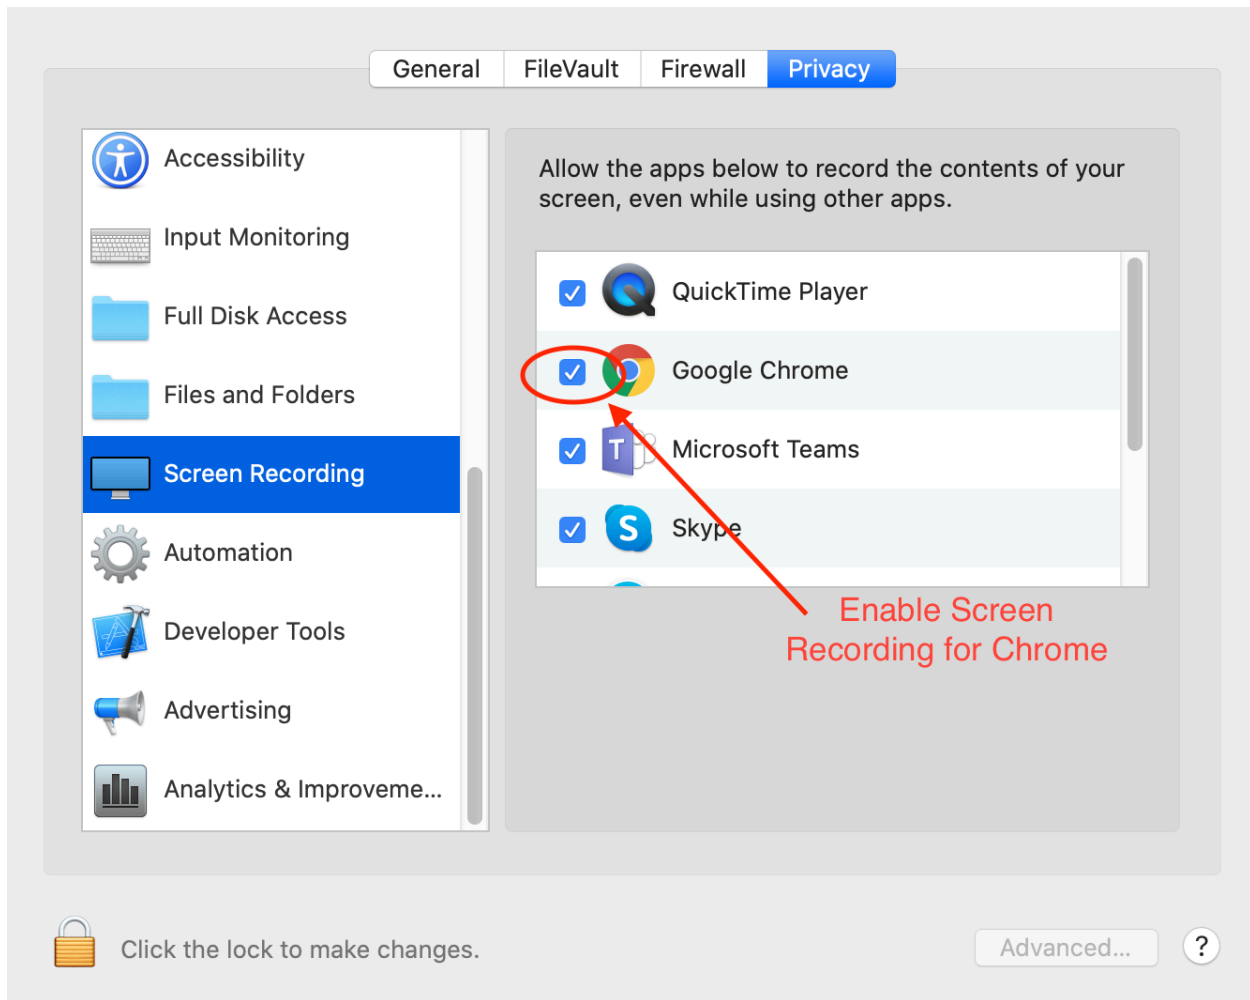 General FileVault Firewall Privacy
Accessibility
Input Monitoring
Full Disk Access
Files and Folders
Screen Recording
Automation
Developer Tools
Advertising
Analytics & Improveme...
Allow the apps below to record the contents of your
screen, even while using other apps.
QuickTime Player
Google Chrome
T Microsoft Teams
S Skype
Enable Screen
Recording for Chrome
Click the lock to make changes.
Advanced... ?